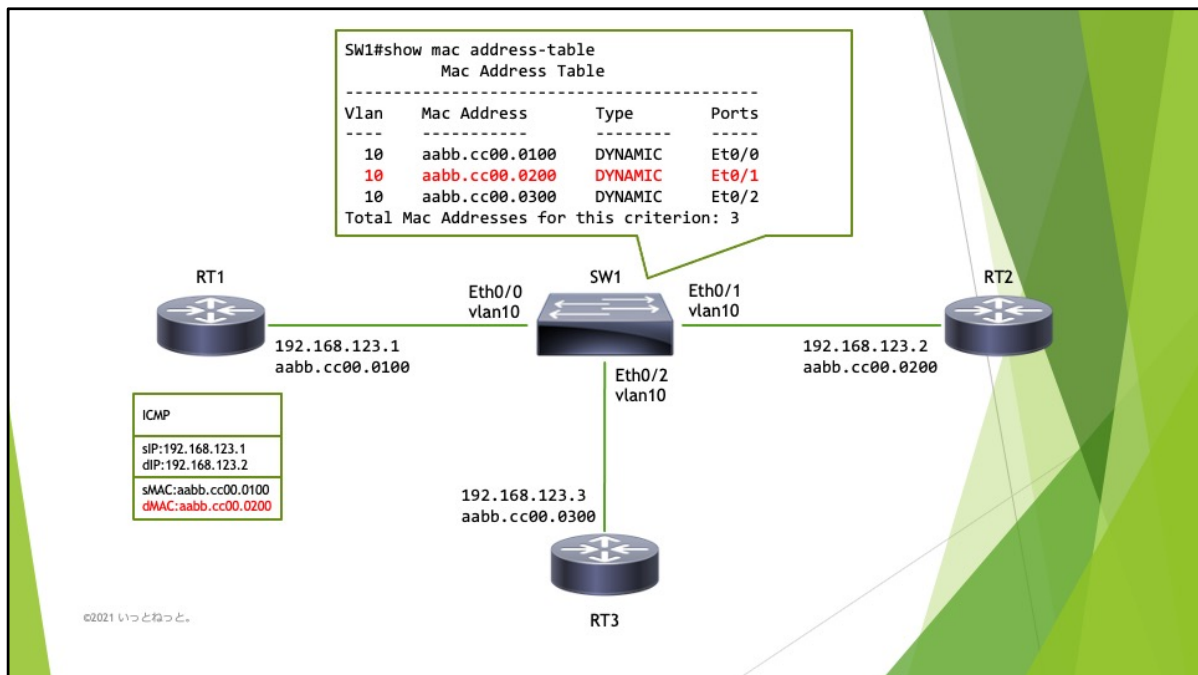 SW1#show mac address-table
Mac Address Table
-------------------------------------------
Vlan Mac Address Type Ports
---- ----------- -------- -----
10 aabb.cc00.0100 DYNAMIC Et0/0
10 aabb.cc00.0200 DYNAMIC Et0/1
10 aabb.cc00.0300 DYNAMIC Et0/2
Total Mac Addresses for this criterion: 3
RT1
SW1
RT2
Eth0/0
vlan10
Eth0/1
vlan10
192.168.123.1
aabb.cc00.0100
192.168.123.2
aabb.cc00.0200
Eth0/2
vlan10
ICMP
sIP:192.168.123.1
dIP:192.168.123.2
sMAC:aabb.cc00.0100
dMAC:aabb.cc00.0200
192.168.123.3
aabb.cc00.0300
RT3
©2021 いっとねっと。